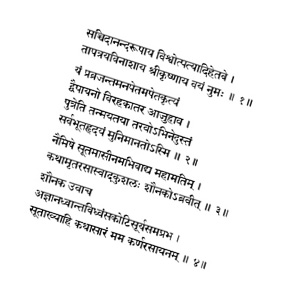 सच्चिदानन्दरूपाय विश्वोत्पत्यादिहेतवे ।
तापत्रयविनाशाय श्रीकृष्णाय वयं नुमः ॥ १॥
यं प्रव्रजन्तमनपेतमपेतकृत्यं
द्वैपायनो विरहकातर आजुहाव ।
पुत्रेति तन्मयतया तरवोऽभिनेदुस्तं
सर्वभूतहृदयं मुनिमानतोऽस्मि ॥ २॥
नैमिषे सूतमासीनमभिवाद्य महामतिम् ।
कथामृतरसास्वादकुशलः शौनकोऽब्रवीत् ॥ ३॥
शौनक उवाच
अज्ञानध्वान्तविध्वंसकोटिसूर्यसमप्रभ ।
सूताख्याहि कथासारं मम कर्णरसायनम् ॥ ४॥